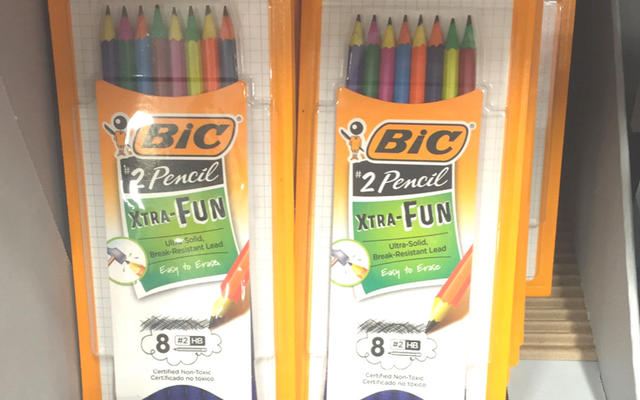 BiC
#2 Pencil
XTRA-FUN
Ultra-Solid,
Break-Resistant Lead
Easy to Erase
8 #2 HB
Certified Non-Toxic
Certificado no tóxico
BiC
#2 Pencil
XTRA-FUN
Ultra-Solid,
Break-Resistant Lead
Easy to Erase
8 #2 HB
Certified Non-Toxic
Certificado no tóxico